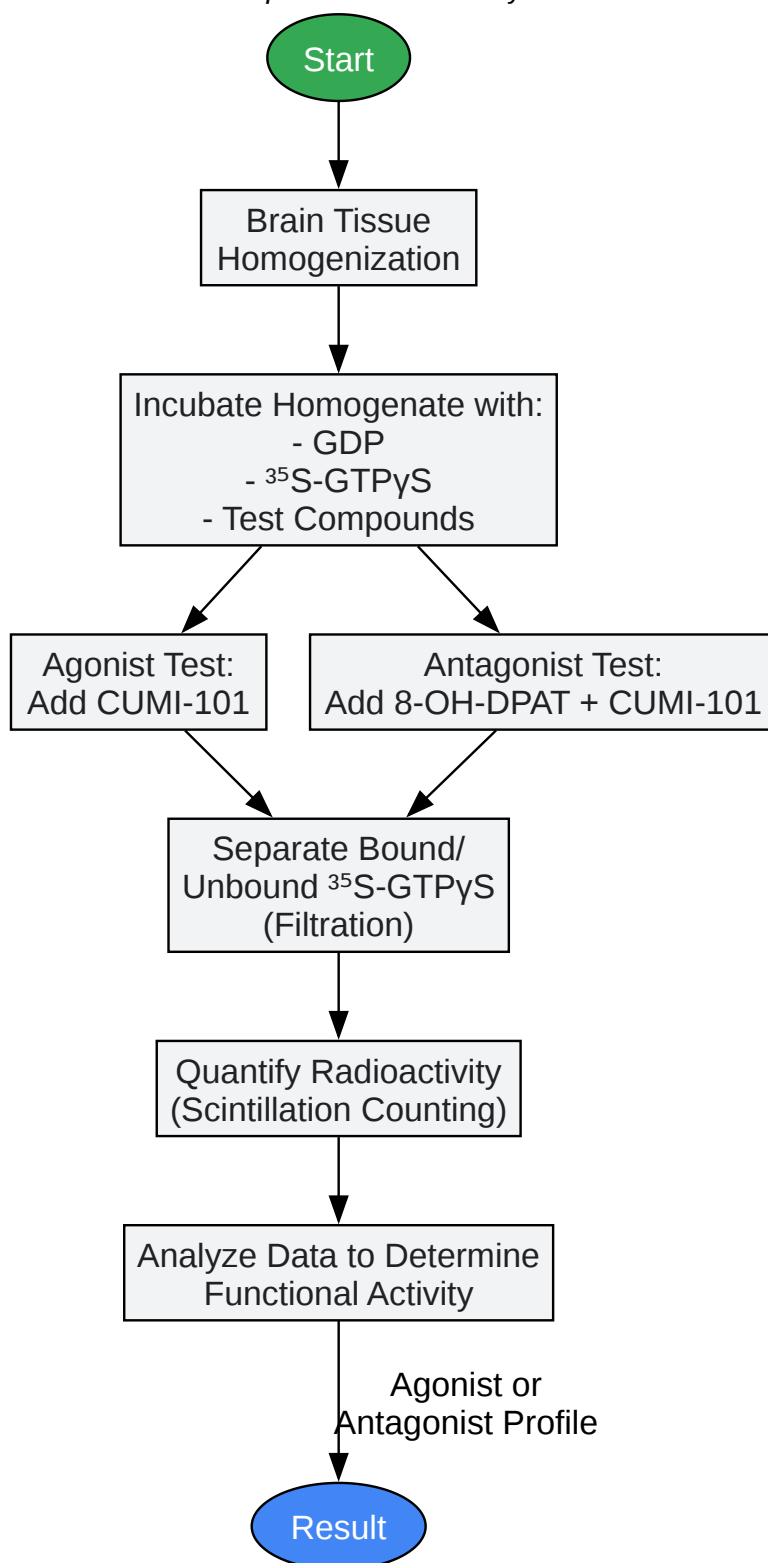 Start
Brain Tissue
Homogenization
Incubate Homogenate with:
- GDP
- ³⁵S-GTPγS
- Test Compounds
Agonist Test:
Add CUMI-101
Antagonist Test:
Add 8-OH-DPAT + CUMI-101
Separate Bound/
Unbound ³⁵S-GTPγS
(Filtration)
Quantify Radioactivity
(Scintillation Counting)
Analyze Data to Determine
Functional Activity
Agonist or
Antagonist Profile
Result